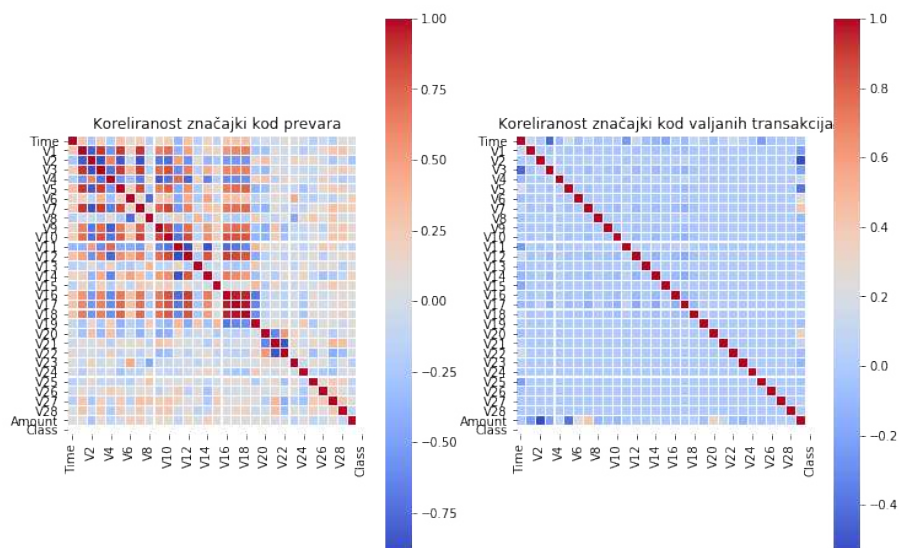 Koreliranost značajki kod prevara
Time
V1
V2
V3
V4
V5
V6
V7
V8
V9
V10
V11
V12
V13
V14
V15
V16
V17
V18
V19
V20
V21
V22
V23
V24
V25
V26
V27
V28
Amount
Class
Time
V2
V4
V6
V8
V10
V12
V14
V16
V18
V20
V22
V24
V26
V28
Class
1.00
0.75
0.50
0.25
0.00
−0.25
−0.50
−0.75
Koreliranost značajki kod valjanih transakcija
Time
V1
V2
V3
V4
V5
V6
V7
V8
V9
V10
V11
V12
V13
V14
V15
V16
V17
V18
V19
V20
V21
V22
V23
V24
V25
V26
V27
V28
Amount
Class
Time
V2
V4
V6
V8
V10
V12
V14
V16
V18
V20
V22
V24
V26
V28
Class
1.0
0.8
0.6
0.4
0.2
0.0
−0.2
−0.4